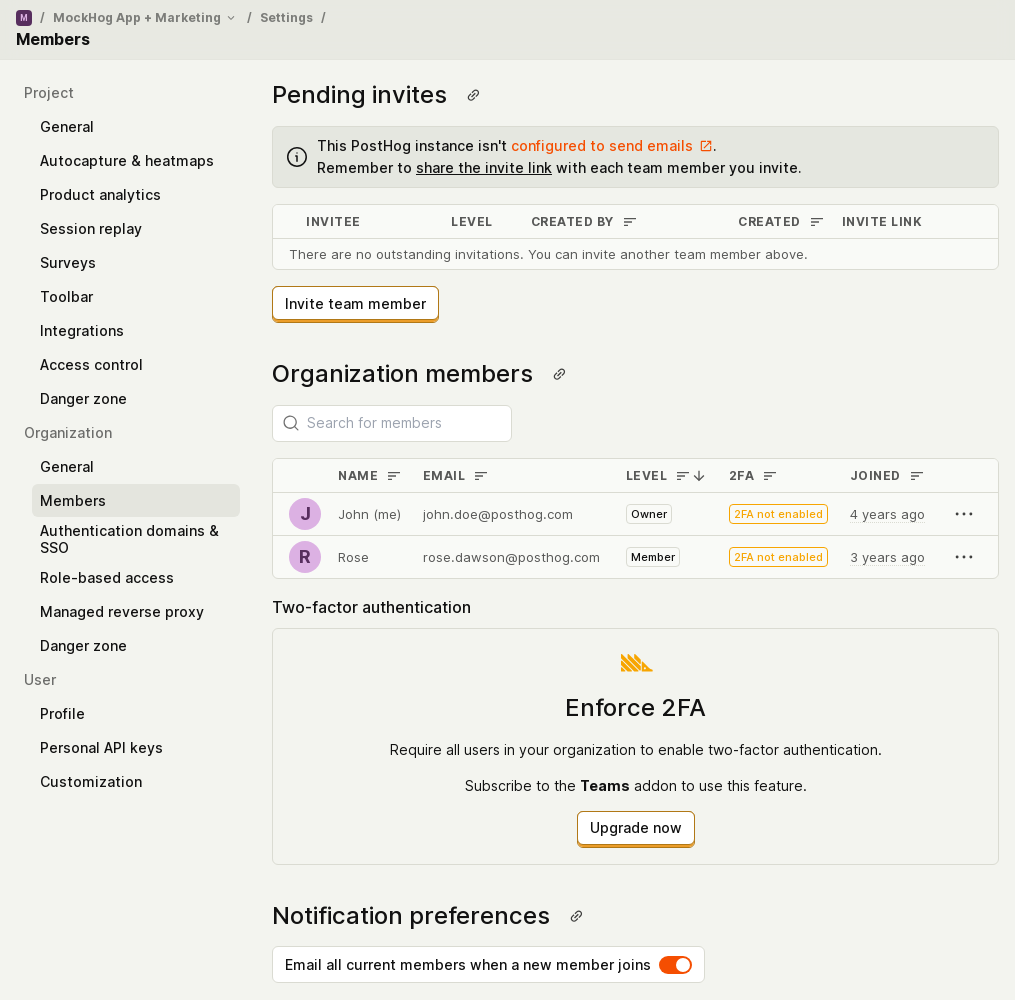 M / MockHog App + Marketing / Settings /
Members
Project
General
Autocapture & heatmaps
Product analytics
Session replay
Surveys
Toolbar
Integrations
Access control
Danger zone
Organization
General
Members
Authentication domains &
SSO
Role-based access
Managed reverse proxy
Danger zone
User
Profile
Personal API keys
Customization
Pending invites
This PostHog instance isn't configured to send emails.
Remember to share the invite link with each team member you invite.
INVITEE LEVEL CREATED BY CREATED INVITE LINK
There are no outstanding invitations. You can invite another team member above.
Invite team member
Organization members
Search for members
NAME EMAIL LEVEL 2FA JOINED
J John (me) john.doe@posthog.com Owner 2FA not enabled 4 years ago
R Rose rose.dawson@posthog.com Member 2FA not enabled 3 years ago
Two-factor authentication
Enforce 2FA
Require all users in your organization to enable two-factor authentication.
Subscribe to the Teams addon to use this feature.
Upgrade now
Notification preferences
Email all current members when a new member joins